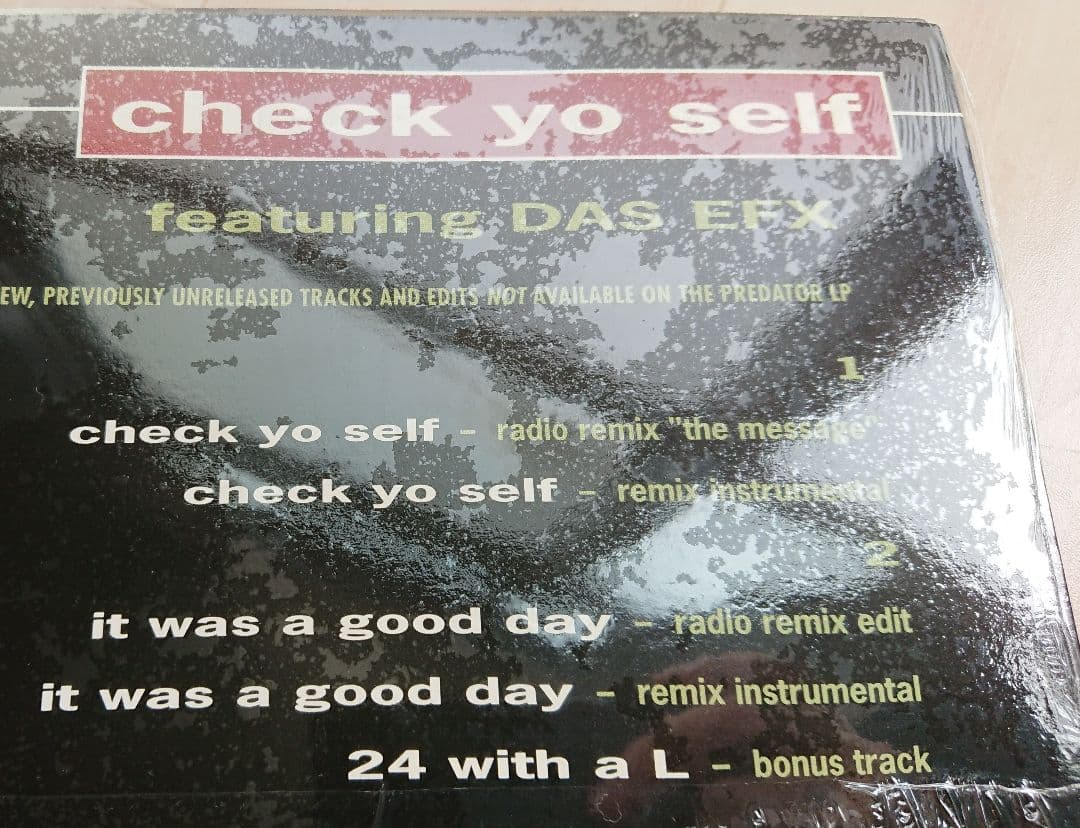 check yo self
featuring DAS EFX
EW, PREVIOUSLY UNRELEASED TRACKS AND EDITS NOT AVAILABLE ON THE PREDATOR LP
1
check yo self - radio remix "the message"
check yo self - remix instrumental
2
it was a good day - radio remix edit
it was a good day - remix instrumental
24 with a L - bonus track